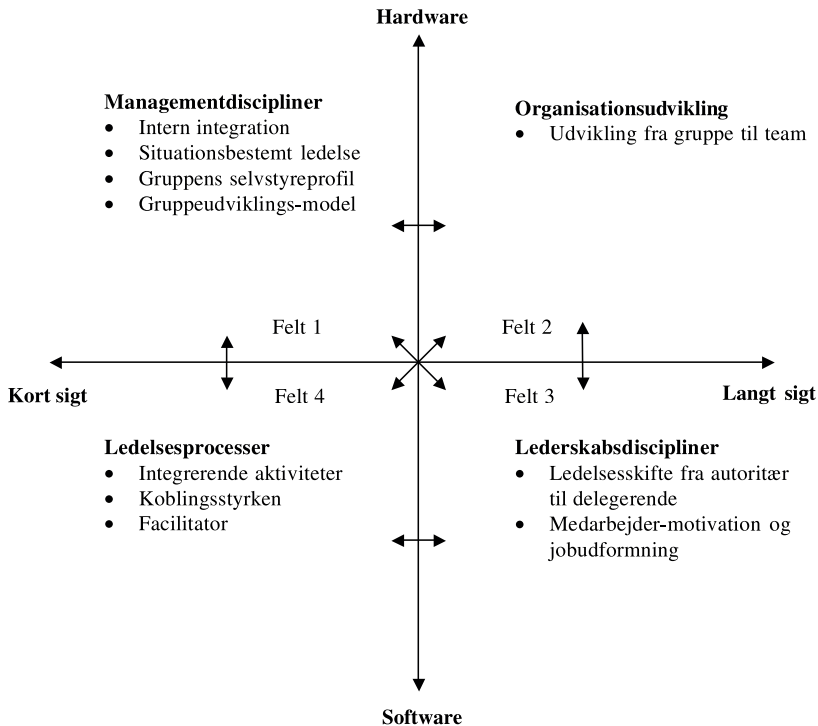 Hardware
Managementdiscipliner
• Intern integration
• Situationsbestemt ledelse
• Gruppens selvstyreprofil
• Gruppeudviklings-model
Organisationsudvikling
• Udvikling fra gruppe til team
Felt 1
Felt 2
Kort sigt
Felt 4
Felt 3
Langt sigt
Ledelsesprocesser
• Integrerende aktiviteter
• Koblingsstyrken
• Facilitator
Lederskabsdiscipliner
• Ledelsesskifte fra autoritær
til delegerende
• Medarbejder-motivation og
jobudformning
Software